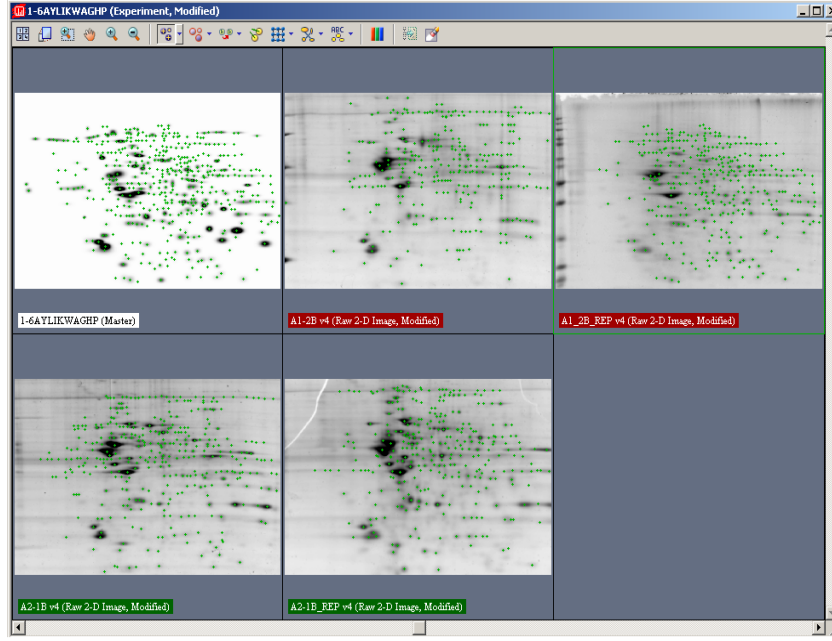 1-6AYLIKWAGHP (Experiment, Modified)
ABC
1-6AYLIKWAGHP (Master)
A1-2B v4 (Raw 2-D Image, Modified)
A1_2B_REP v4 (Raw 2-D Image, Modified)
A2-1B v4 (Raw 2-D Image, Modified)
A2-1B_REP v4 (Raw 2-D Image, Modified)